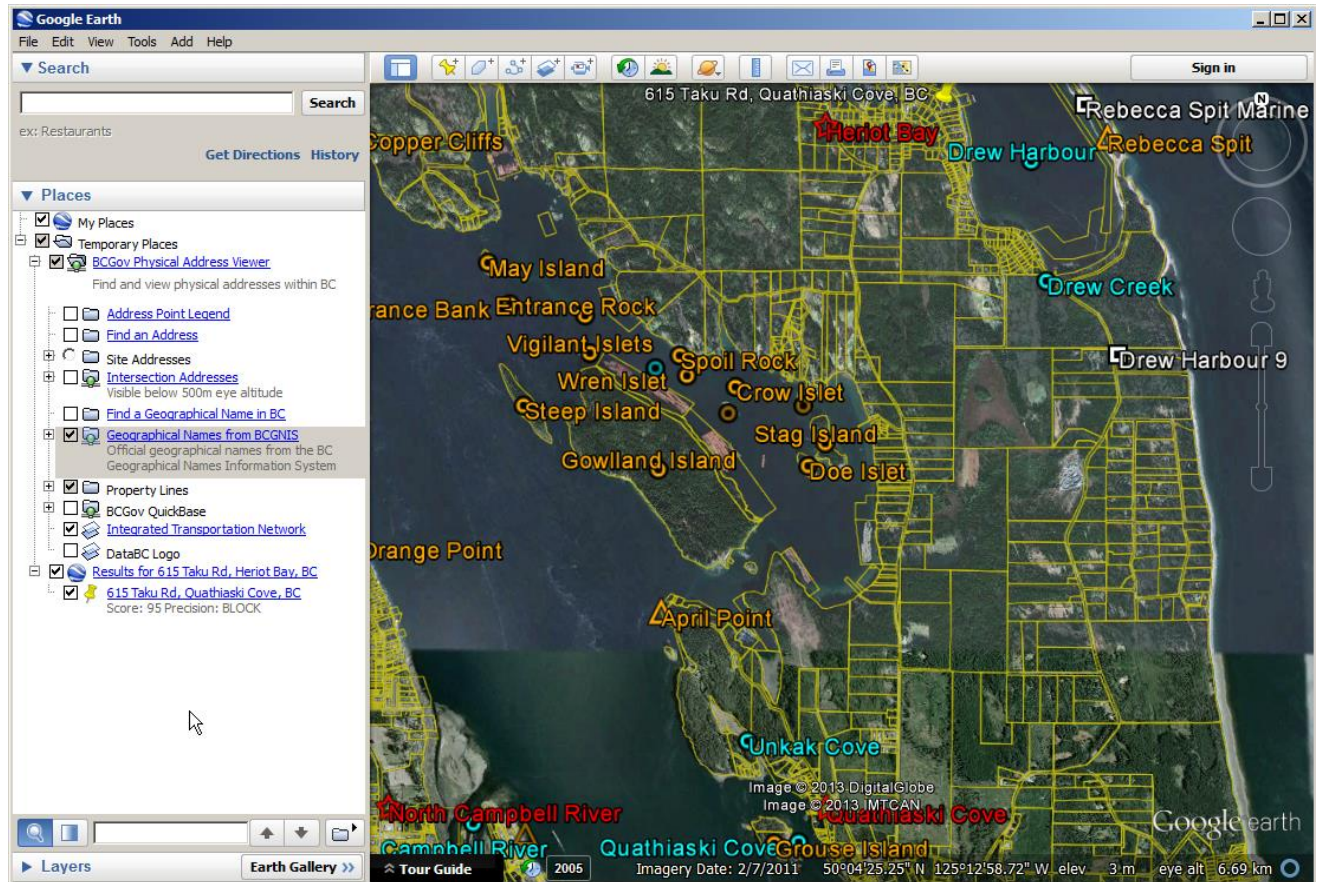 Google Earth
File Edit View Tools Add Help
▼ Search
Search
ex: Restaurants
Get Directions History
▼ Places
My Places
Temporary Places
BCGov Physical Address Viewer
Find and view physical addresses within BC
Address Point Legend
Find an Address
Site Addresses
Intersection Addresses
Visible below 500m eye altitude
Find a Geographical Name in BC
Geographical Names from BCGNIS
Official geographical names from the BC
Geographical Names Information System
Property Lines
BCGov QuickBase
Integrated Transportation Network
DataBC Logo
Results for 615 Taku Rd, Heriot Bay, BC
615 Taku Rd, Quathiaski Cove, BC
Score: 95 Precision: BLOCK
Layers
Earth Gallery >>
Sign in
615 Taku Rd, Quathiaski Cove, BC
N
Rebecca Spit Marine
Heriot Bay
Copper Cliffs
Drew Harbour
Rebecca Spit
May Island
Drew Creek
rance Bank
Entrance Rock
Vigilant Islets
Spoil Rock
Drew Harbour 9
Wren Islet
Crow Islet
Steep Island
Stag Island
Gowlland Island
Doe Islet
Orange Point
April Point
Unkak Cove
Image © 2013 DigitalGlobe
Image © 2013 IMTCAN
North Campbell River
Quathiaski Cove
Google earth
Campbell River
Quathiaski Cove
Grouse Island
Tour Guide
2005
Imagery Date: 2/7/2011 50°04'25.25" N 125°12'58.72" W elev 3 m eye alt 6.69 km